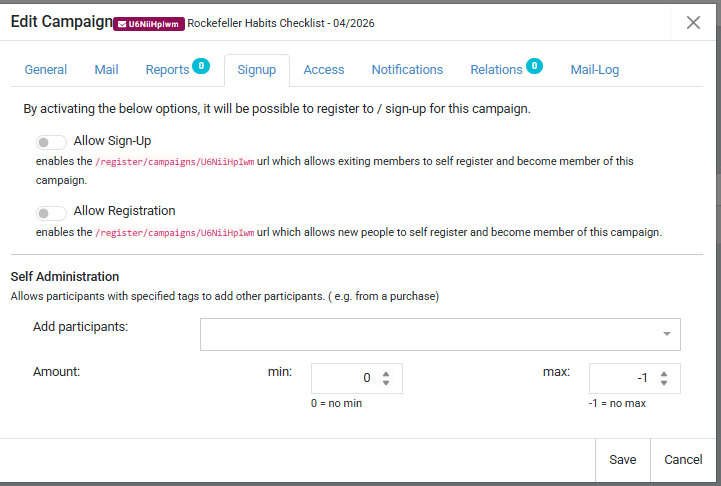 Edit Campaign U6NiiHpIwm Rockefeller Habits Checklist - 04/2026
General Mail Reports 0 Signup Access Notifications Relations 0 Mail-Log
By activating the below options, it will be possible to register to / sign-up for this campaign.
Allow Sign-Up
enables the /register/campaigns/U6NiiHpIwm url which allows exiting members to self register and become member of this
campaign.
Allow Registration
enables the /register/campaigns/U6NiiHpIwm url which allows new people to self register and become member of this campaign.
Self Administration
Allows participants with specified tags to add other participants. ( e.g. from a purchase)
Add participants:
Amount: min: 0 max: -1
0 = no min -1 = no max
Save Cancel